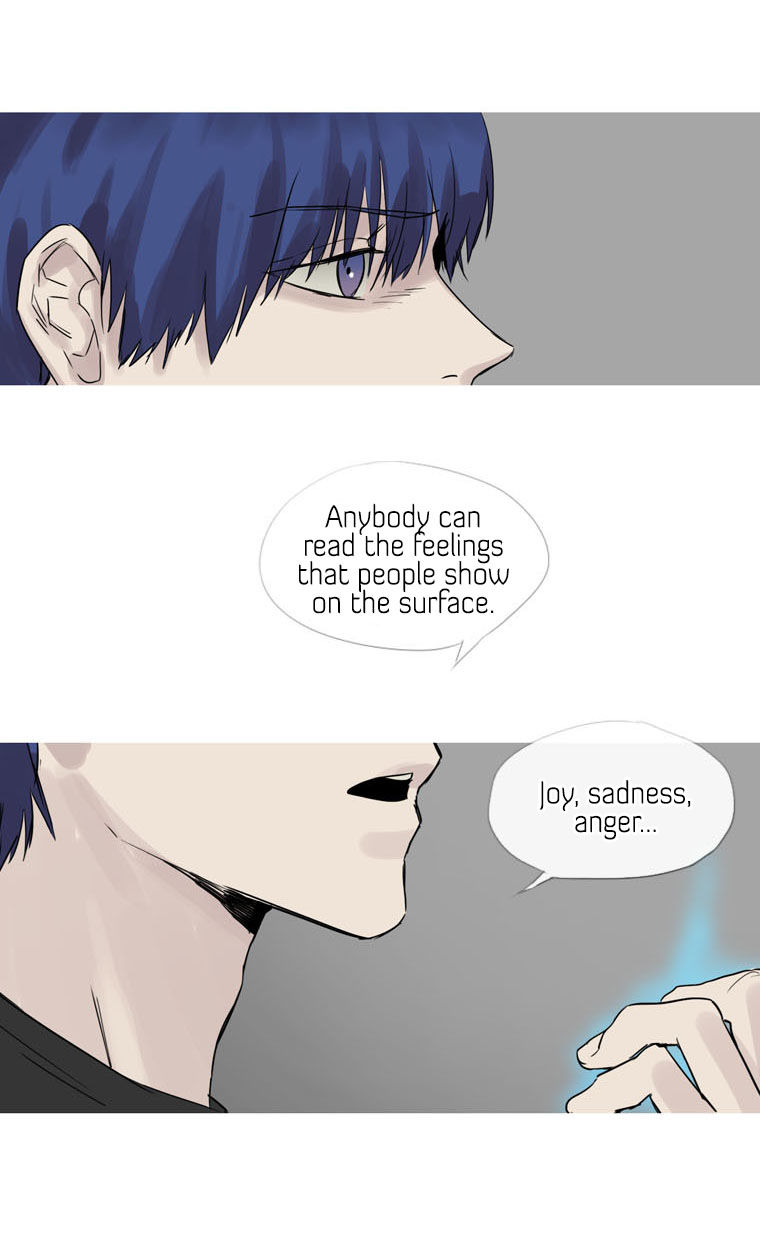 Anybody can
read the feelings
that people show
on the surface.
Joy, sadness,
anger...